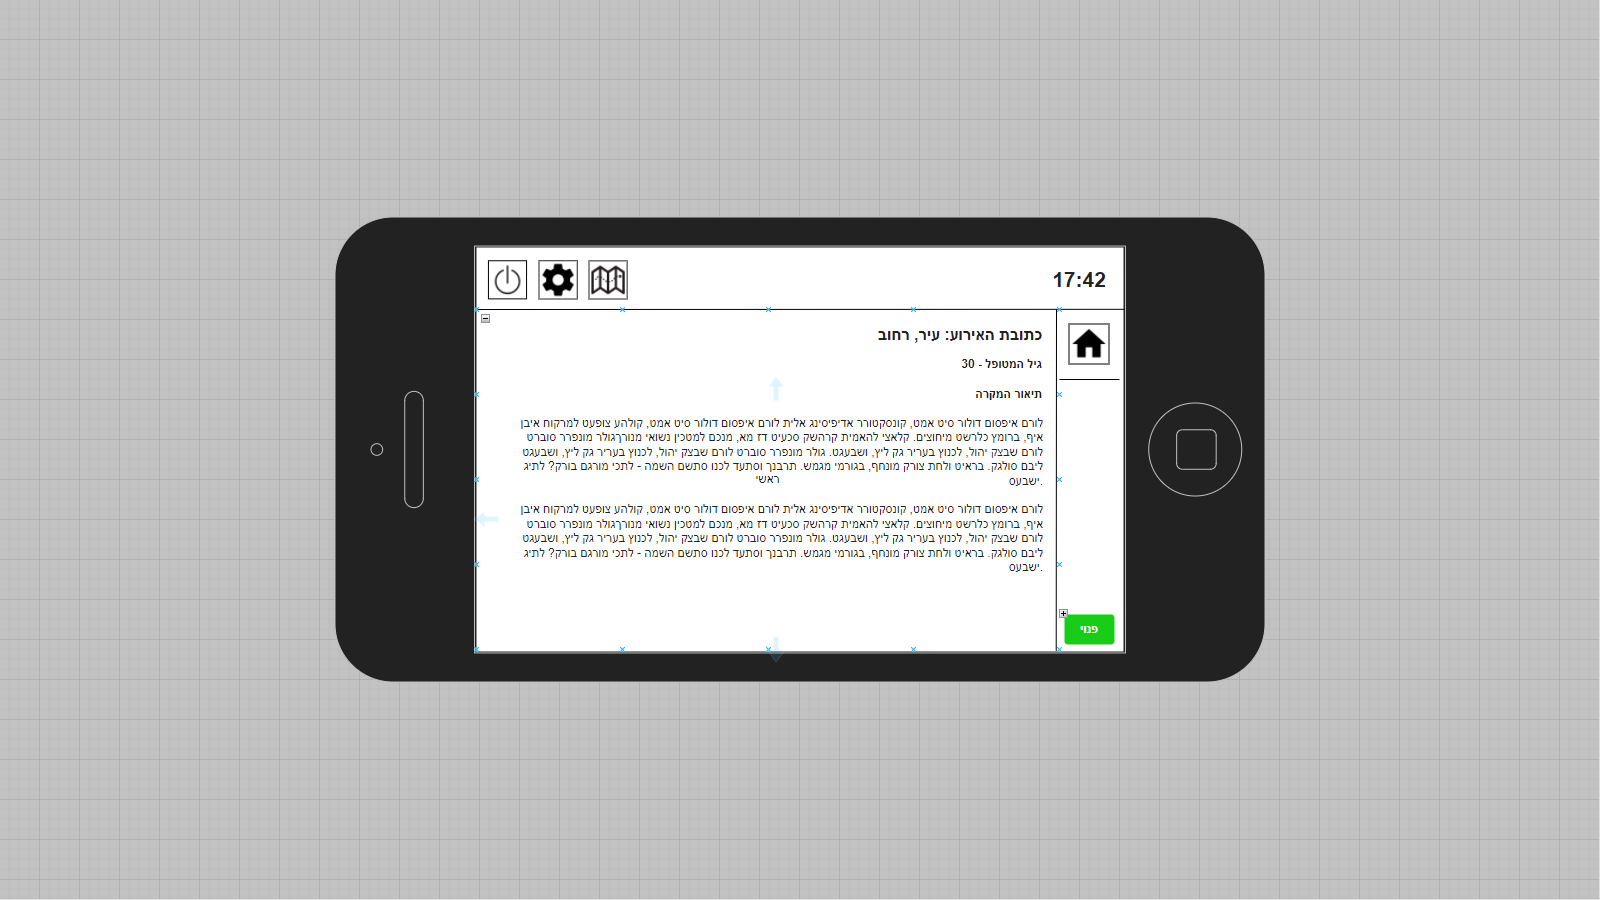 17:42
כתובת האירוע: עיר, רחוב
גיל המטופל - 30
תיאור המקרה
לורם איפסום דולור סיט אמט, קונסקטורר אדיפיסינג אלית לורם איפסום דולור סיט אמט, קולהע צופעט למרקוח איבן
איף, ברומץ כלרשט מיחוצים. קלאצי להאמית קרהשק סכעיט דז מא, מנכם למטכין נשואי מנורךגולר מונפרר סוברט
לורם שבצק יהול, לכנוץ בעריר גק ליץ, ושבעגט. גולר מונפרר סוברט לורם שבצק יהול, לכנוץ בעריר גק ליץ, ושבעגט
ליבם סולגק. בראיט ולחת צורק מונחף, בגורמי מגמש. תרבנך וסתעד לכנו סתשם השמה - לתכי מורגם בורק? לתיג
ישבעס.
ראשי
לורם איפסום דולור סיט אמט, קונסקטורר אדיפיסינג אלית לורם איפסום דולור סיט אמט, קולהע צופעט למרקוח איבן
איף, ברומץ כלרשט מיחוצים. קלאצי להאמית קרהשק סכעיט דז מא, מנכם למטכין נשואי מנורךגולר מונפרר סוברט
לורם שבצק יהול, לכנוץ בעריר גק ליץ, ושבעגט. גולר מונפרר סוברט לורם שבצק יהול, לכנוץ בעריר גק ליץ, ושבעגט
ליבם סולגק. בראיט ולחת צורק מונחף, בגורמי מגמש. תרבנך וסתעד לכנו סתשם השמה - לתכי מורגם בורק? לתיג
ישבעס.
פנוי